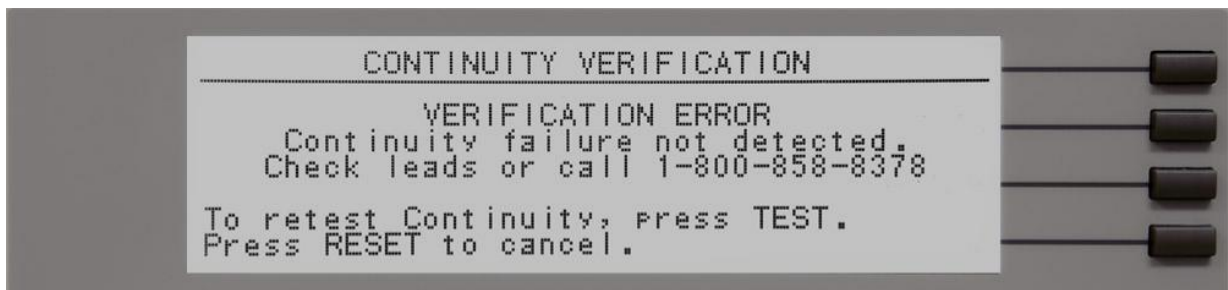 CONTINUITY VERIFICATION
VERIFICATION ERROR
Continuity failure not detected.
Check leads or call 1-800-858-8378
To retest Continuity, press TEST.
Press RESET to cancel.